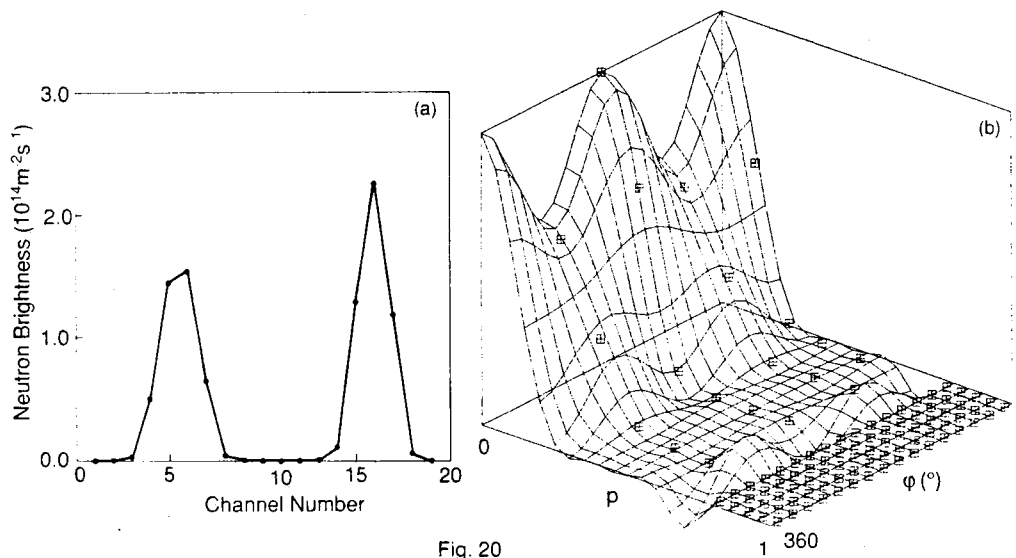 (a)
3.0
2.0
1.0
0.0
Neutron Brightness (10¹⁴m⁻²s⁻¹)
0 5 10 15 20
Channel Number
(b)
0
p
φ (°)
1 360
Fig. 20